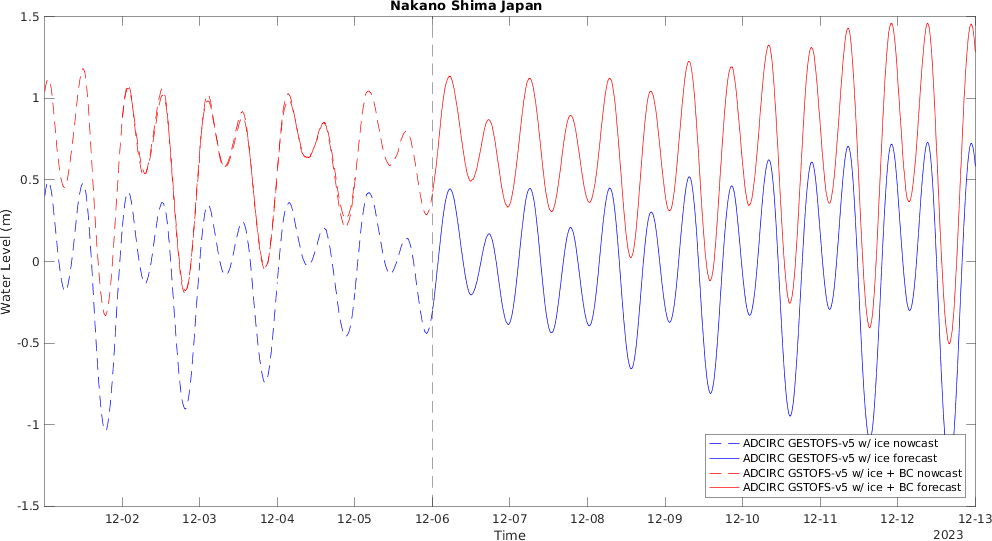 Nakano Shima Japan
1.5
1
0.5
0
-0.5
-1
-1.5
Water Level (m)
12-02 12-03 12-04 12-05 12-06 12-07 12-08 12-09 12-10 12-11 12-12 12-13
Time
2023
ADCIRC GESTOFS-v5 w/ ice nowcast
ADCIRC GESTOFS-v5 w/ ice forecast
ADCIRC GSTOFS-v5 w/ ice + BC nowcast
ADCIRC GSTOFS-v5 w/ ice + BC forecast